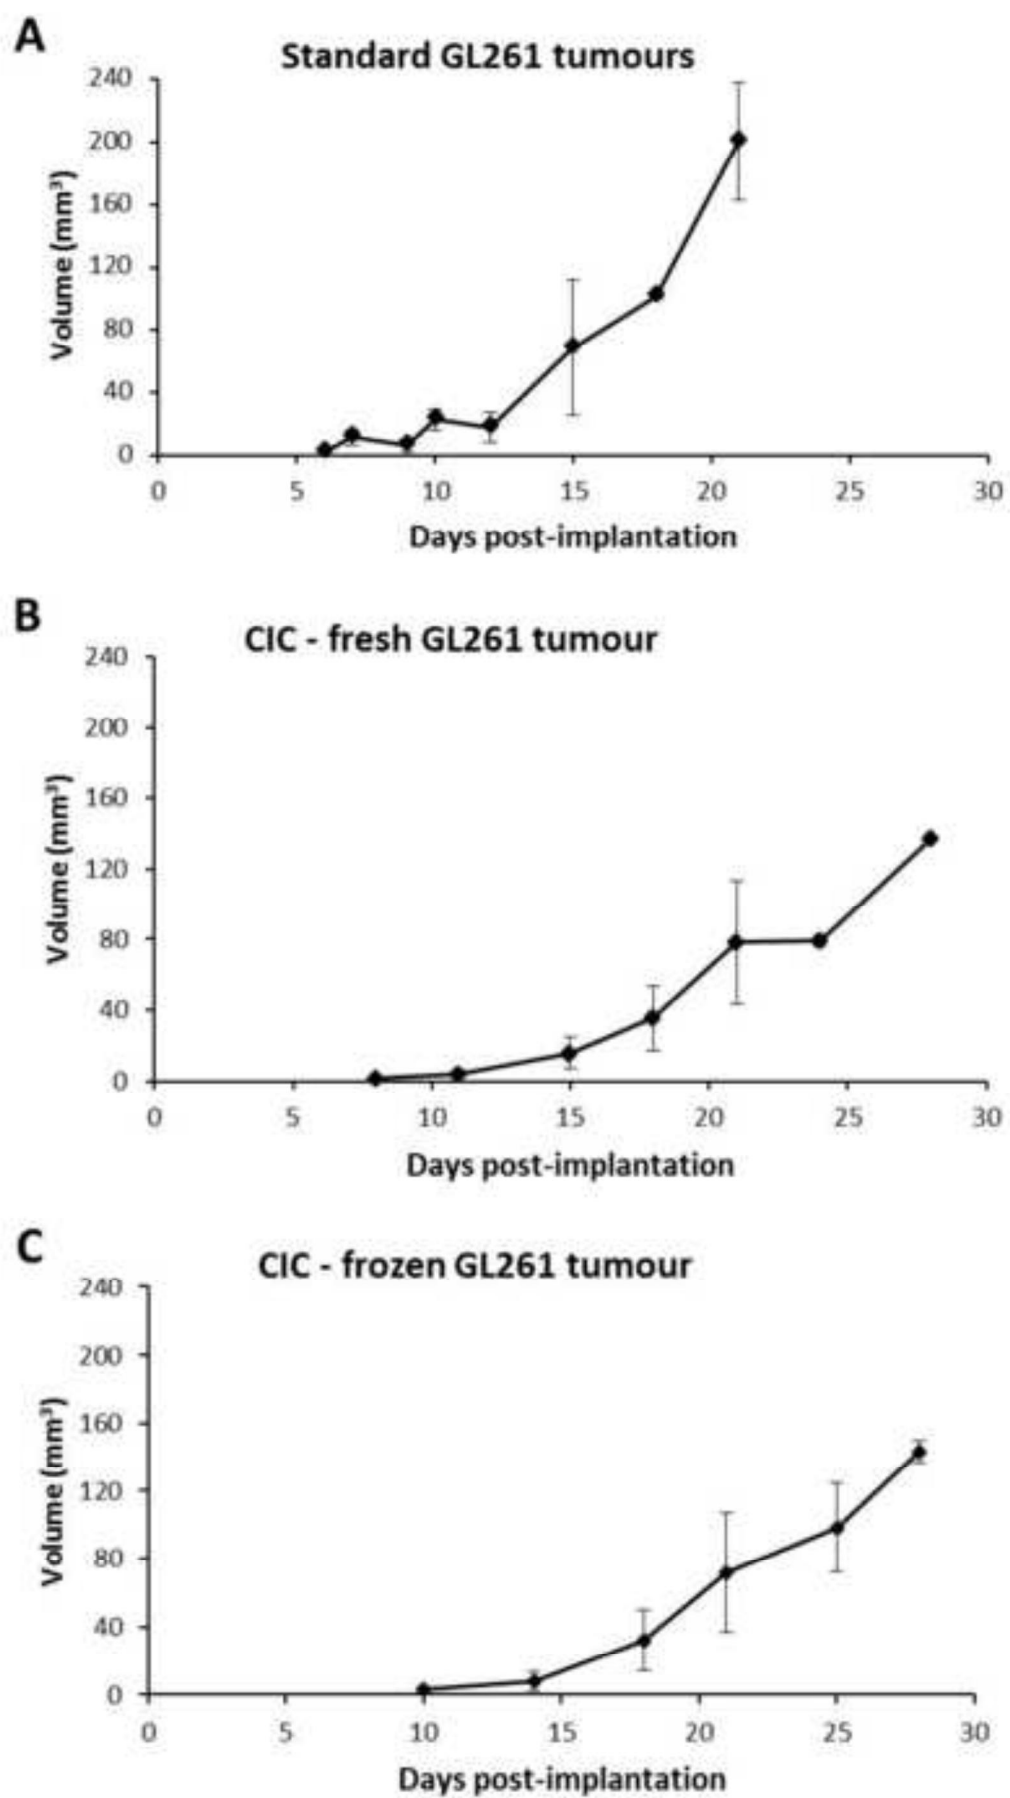 A
Standard GL261 tumours
240
200
160
120
80
40
0
Volume (mm³)
0 5 10 15 20 25 30
Days post-implantation
B
CIC - fresh GL261 tumour
240
200
160
120
80
40
0
Volume (mm³)
0 5 10 15 20 25 30
Days post-implantation
C
CIC - frozen GL261 tumour
240
200
160
120
80
40
0
Volume (mm³)
0 5 10 15 20 25 30
Days post-implantation